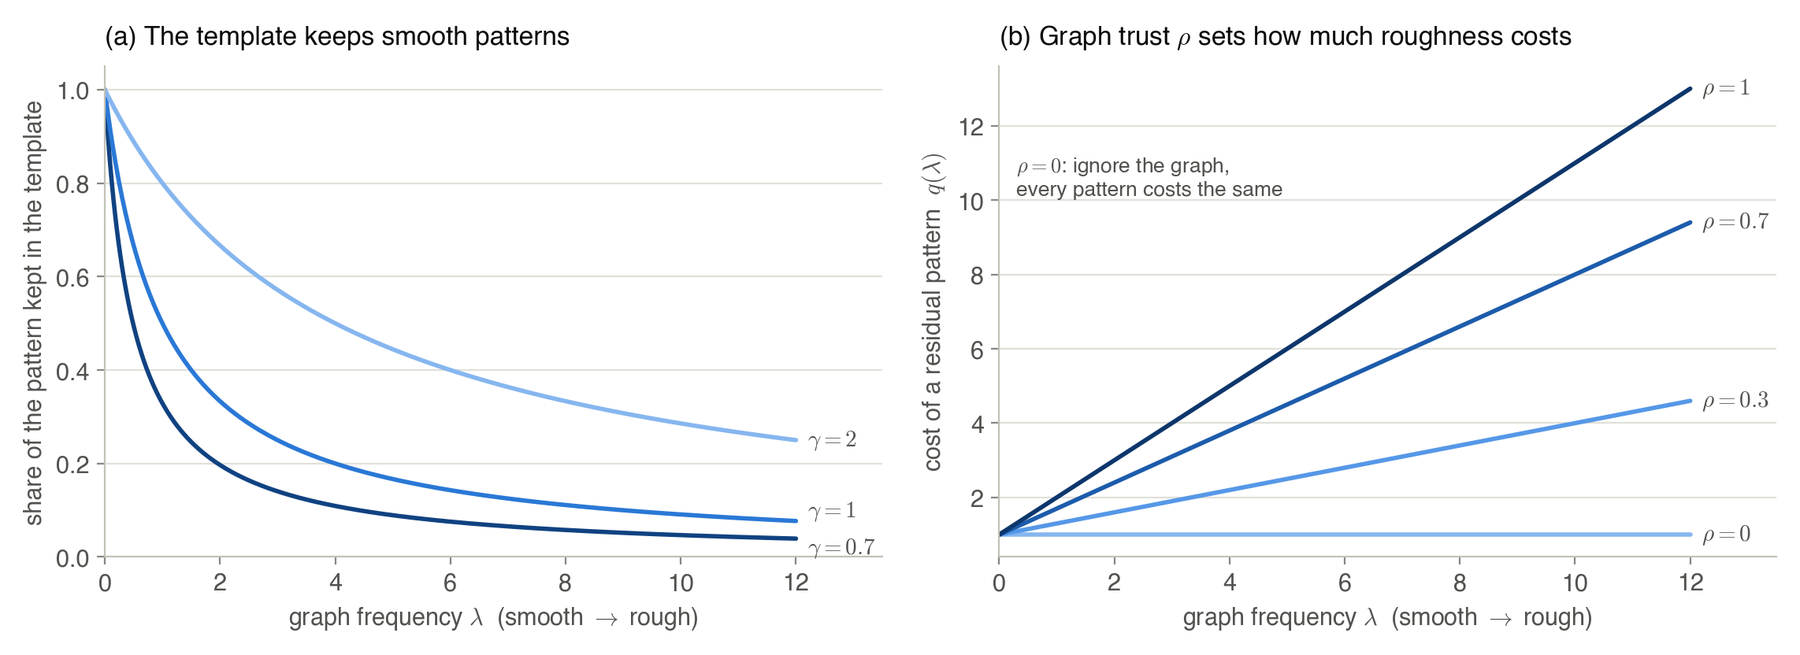 (a) The template keeps smooth patterns
share of the pattern kept in the template
1.0
0.8
0.6
0.4
0.2
0.0
γ = 2
γ = 1
γ = 0.7
0 2 4 6 8 10 12
graph frequency λ (smooth → rough)
(b) Graph trust ρ sets how much roughness costs
cost of a residual pattern q(λ)
12
10
8
6
4
2
ρ = 0: ignore the graph,
every pattern costs the same
ρ = 1
ρ = 0.7
ρ = 0.3
ρ = 0
0 2 4 6 8 10 12
graph frequency λ (smooth → rough)